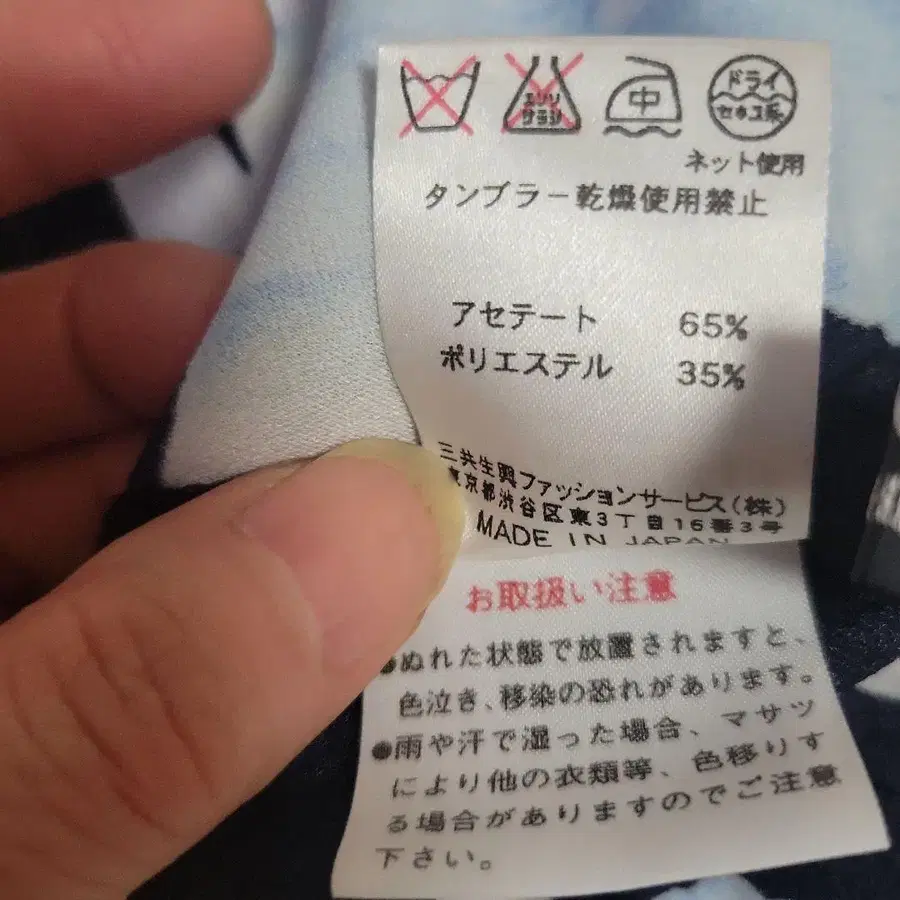 エンソ
サラシ
中
ドライ
セキユ系
ネット使用
タンブラー乾燥使用禁止
アセテート 65%
ポリエステル 35%
三共生興ファッションサービス(株)
東京都渋谷区東3丁目16番3号
MADE IN JAPAN
お取扱い注意
●ぬれた状態で放置されますと、
色泣き、移染の恐れがあります。
●雨や汗で湿った場合、マサツ
により他の衣類等、色移りす
る場合がありますのでご注意
下さい。